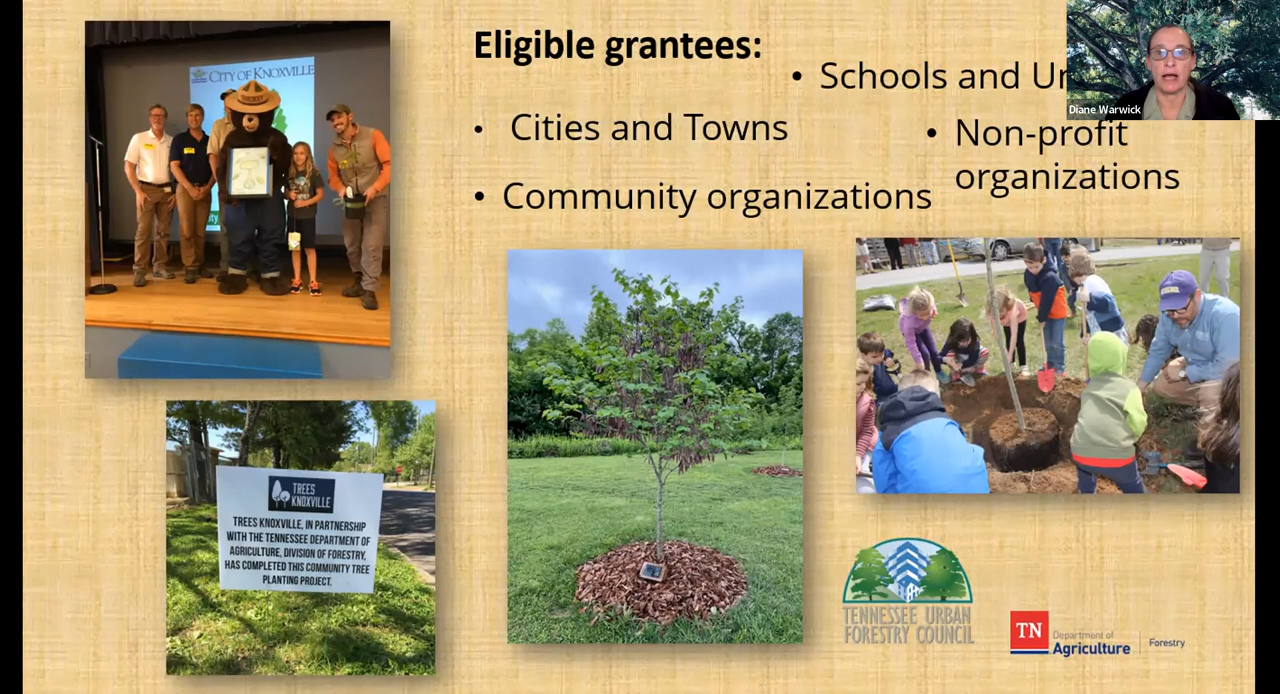 Eligible grantees:
• Schools and
Diane Warwick
• Cities and Towns
• Non-profit
organizations
• Community organizations
CITY OF KNOXVILLE
TREES
KNOXVILLE
TREES KNOXVILLE, IN PARTNERSHIP
WITH THE TENNESSEE DEPARTMENT OF
AGRICULTURE, DIVISION OF FORESTRY,
HAS COMPLETED THIS COMMUNITY TREE
PLANTING PROJECT.
TENNESSEE URBAN
FORESTRY COUNCIL
TN
Department of
Agriculture
Forestry